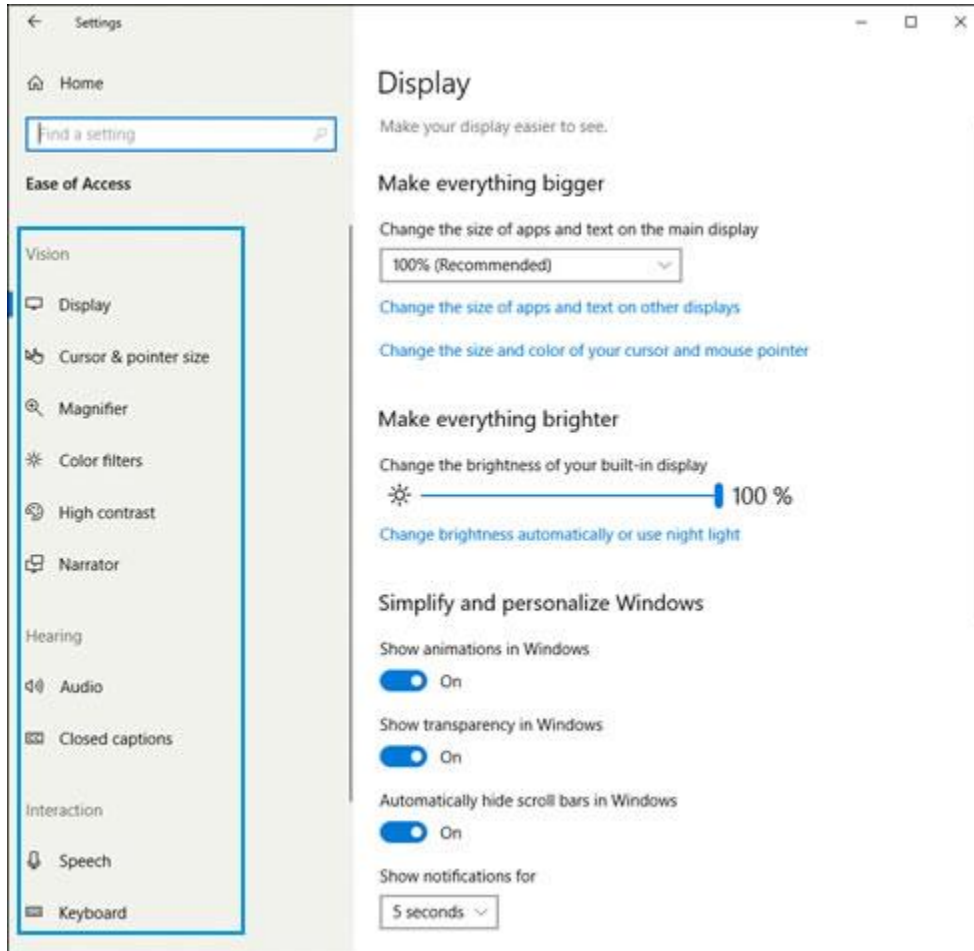 Settings
Home
Find a setting
Ease of Access
Vision
Display
Cursor & pointer size
Magnifier
Color filters
High contrast
Narrator
Hearing
Audio
Closed captions
Interaction
Speech
Keyboard
Display
Make your display easier to see.
Make everything bigger
Change the size of apps and text on the main display
100% (Recommended)
Change the size of apps and text on other displays
Change the size and color of your cursor and mouse pointer
Make everything brighter
Change the brightness of your built-in display
100 %
Change brightness automatically or use night light
Simplify and personalize Windows
Show animations in Windows
On
Show transparency in Windows
On
Automatically hide scroll bars in Windows
On
Show notifications for
5 seconds